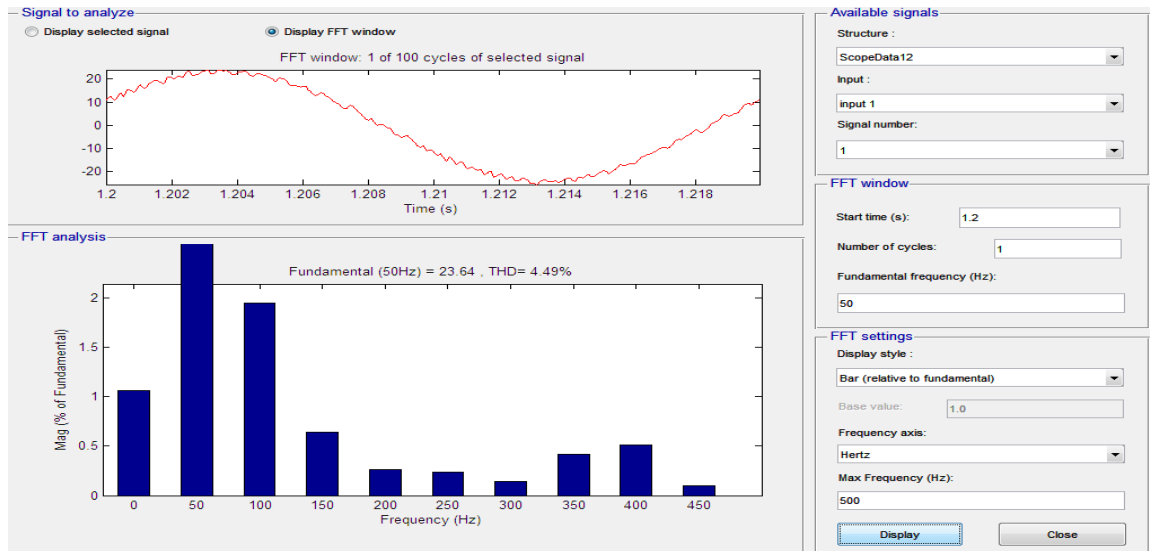 Signal to analyze
Display selected signal
Display FFT window
FFT window: 1 of 100 cycles of selected signal
20
10
0
-10
-20
1.2 1.202 1.204 1.206 1.208 1.21 1.212 1.214 1.216 1.218
Time (s)
FFT analysis
Fundamental (50Hz) = 23.64 , THD= 4.49%
Mag (% of Fundamental)
2
1
0.5
0
0 50 100 150 200 250 300 350 400 450
Frequency (Hz)
Available signals
Structure :
ScopeData12
Input :
input 1
Signal number:
1
FFT window
Start time (s): 1.2
Number of cycles: 1
Fundamental frequency (Hz):
50
FFT settings
Display style :
Bar (relative to fundamental)
Base value: 1.0
Frequency axis:
Hertz
Max Frequency (Hz):
500
Display Close